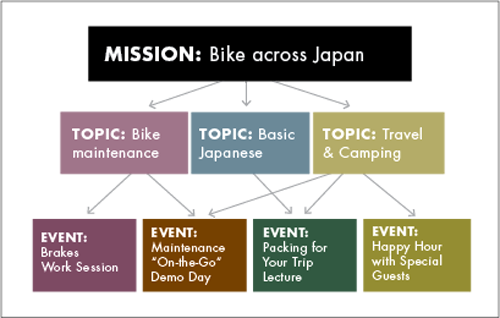 MISSION: Bike across Japan
TOPIC: Bike
maintenance
TOPIC: Basic
Japanese
TOPIC: Travel
& Camping
EVENT:
Brakes
Work Session
EVENT:
Maintenance
“On-the-Go”
Demo Day
EVENT:
Packing for
Your Trip
Lecture
EVENT:
Happy Hour
with Special
Guests